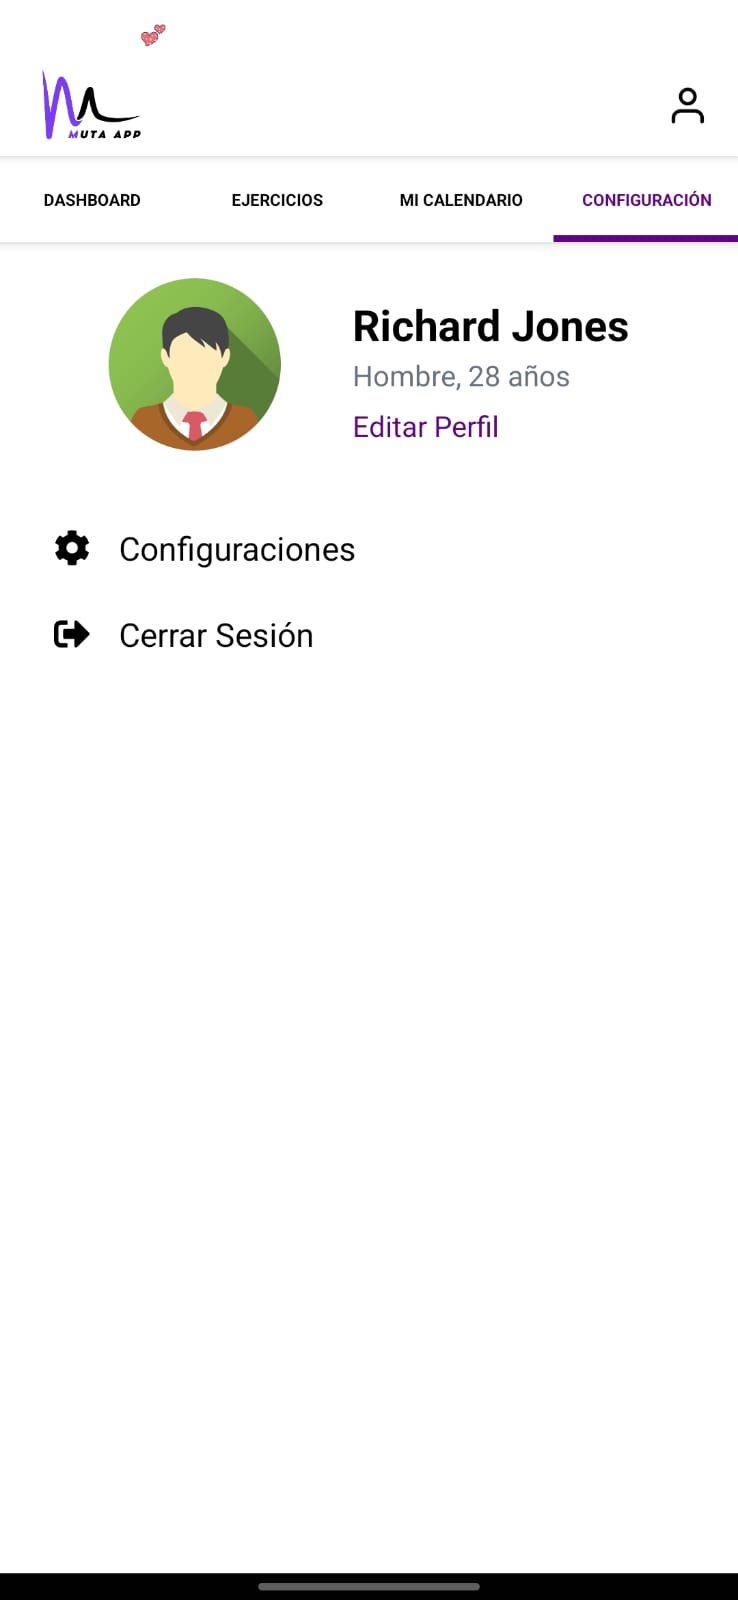 MUTA APP
DASHBOARD
EJERCICIOS
MI CALENDARIO
CONFIGURACIÓN
Richard Jones
Hombre, 28 años
Editar Perfil
Configuraciones
Cerrar Sesión